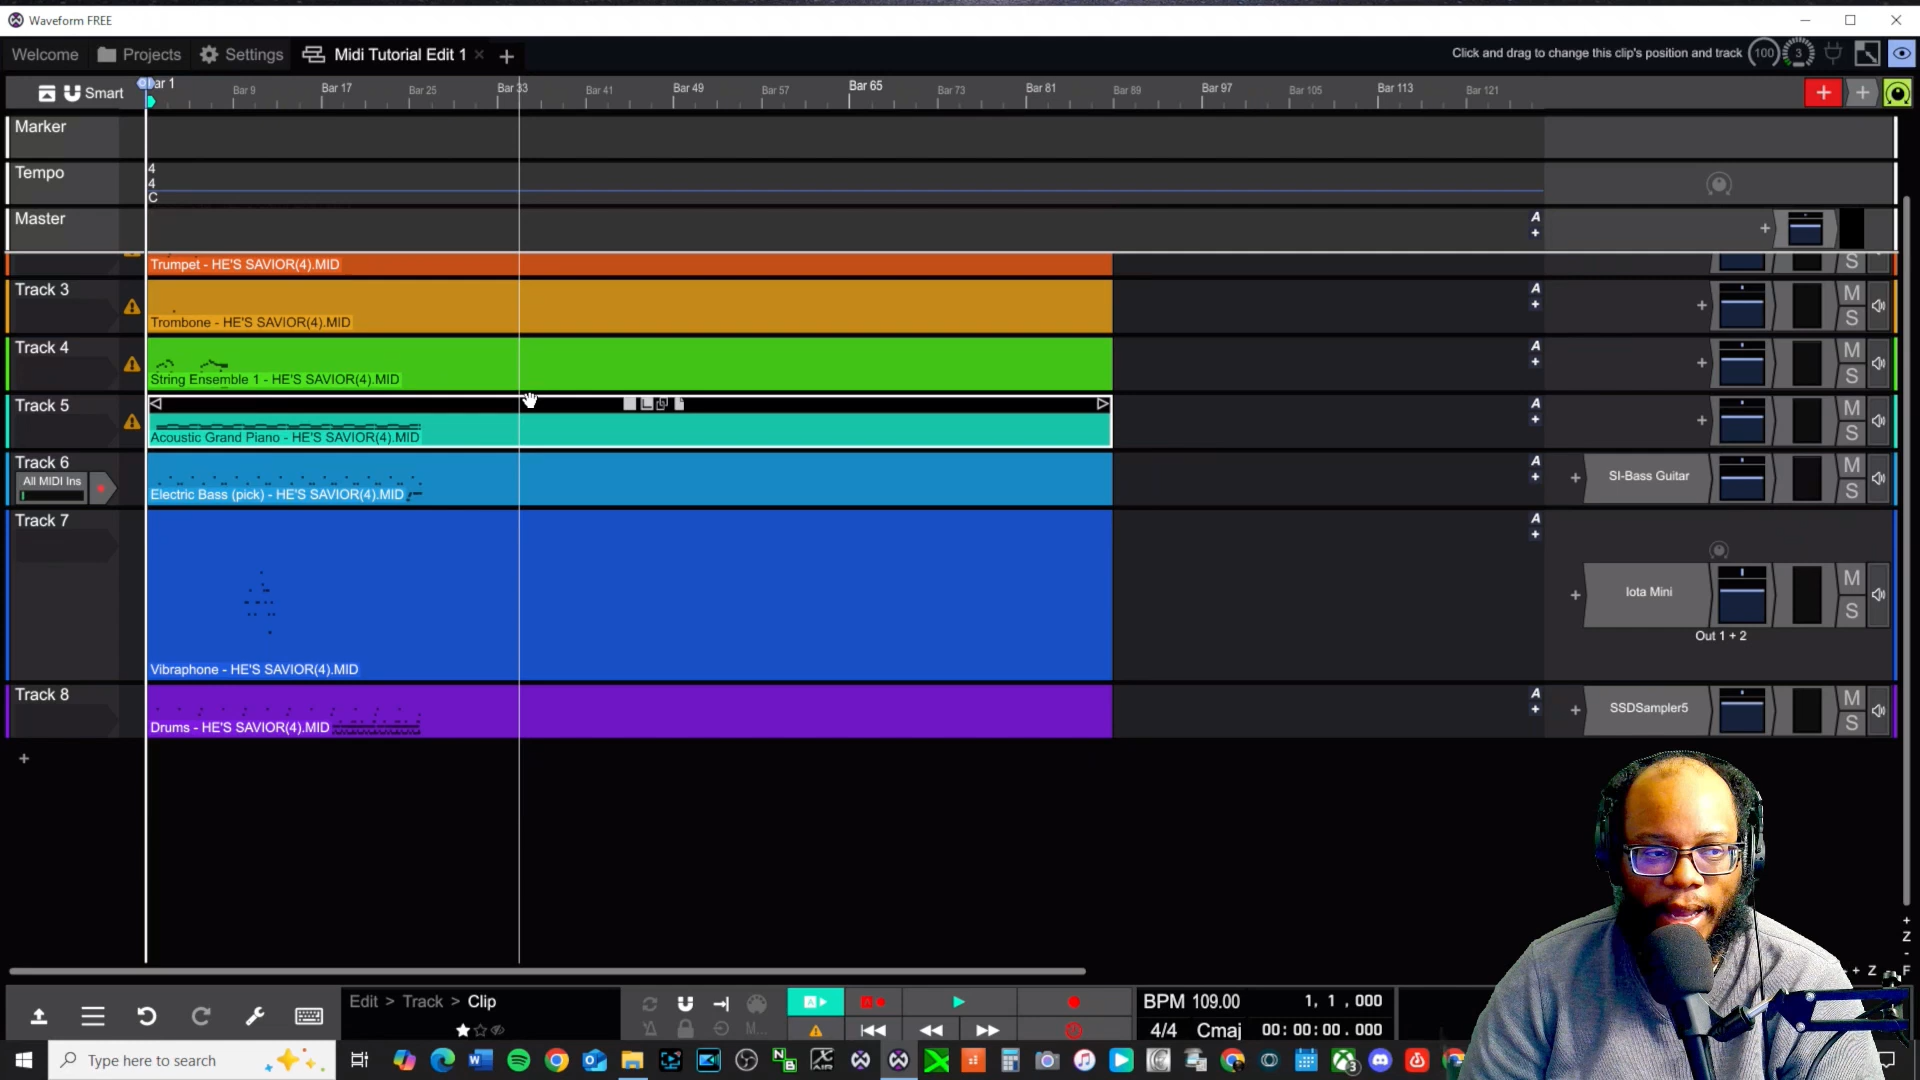 Waveform FREE
Welcome Projects Settings Midi Tutorial Edit 1 × +
Click and drag to change this clip's position and track 100 3
Smart
ar 1 Bar 9 Bar 17 Bar 25 Bar 33 Bar 41 Bar 49 Bar 57 Bar 65 Bar 73 Bar 81 Bar 89 Bar 97 Bar 105 Bar 113 Bar 121
Marker
Tempo
4
4
C
Master A
+ +
Trumpet - HE'S SAVIOR(4).MID S
Track 3 A M
+ + S
Trombone - HE'S SAVIOR(4).MID
Track 4 A M
+ + S
String Ensemble 1 - HE'S SAVIOR(4).MID
Track 5 A M
+ + S
Acoustic Grand Piano - HE'S SAVIOR(4).MID
Track 6 A M
All MIDI Ins + + SI-Bass Guitar S
Electric Bass (pick) - HE'S SAVIOR(4).MID
Track 7 A
+
+ Iota Mini M
S
Out 1 + 2
Vibraphone - HE'S SAVIOR(4).MID
Track 8 A M
+ + SSDSampler5 S
Drums - HE'S SAVIOR(4).MID
+
+
Z
-
+ Z - F
Edit > Track > Clip
M...
BPM 109.00 1, 1 , 000
4/4 Cmaj 00: 00: 00 .000
Type here to search